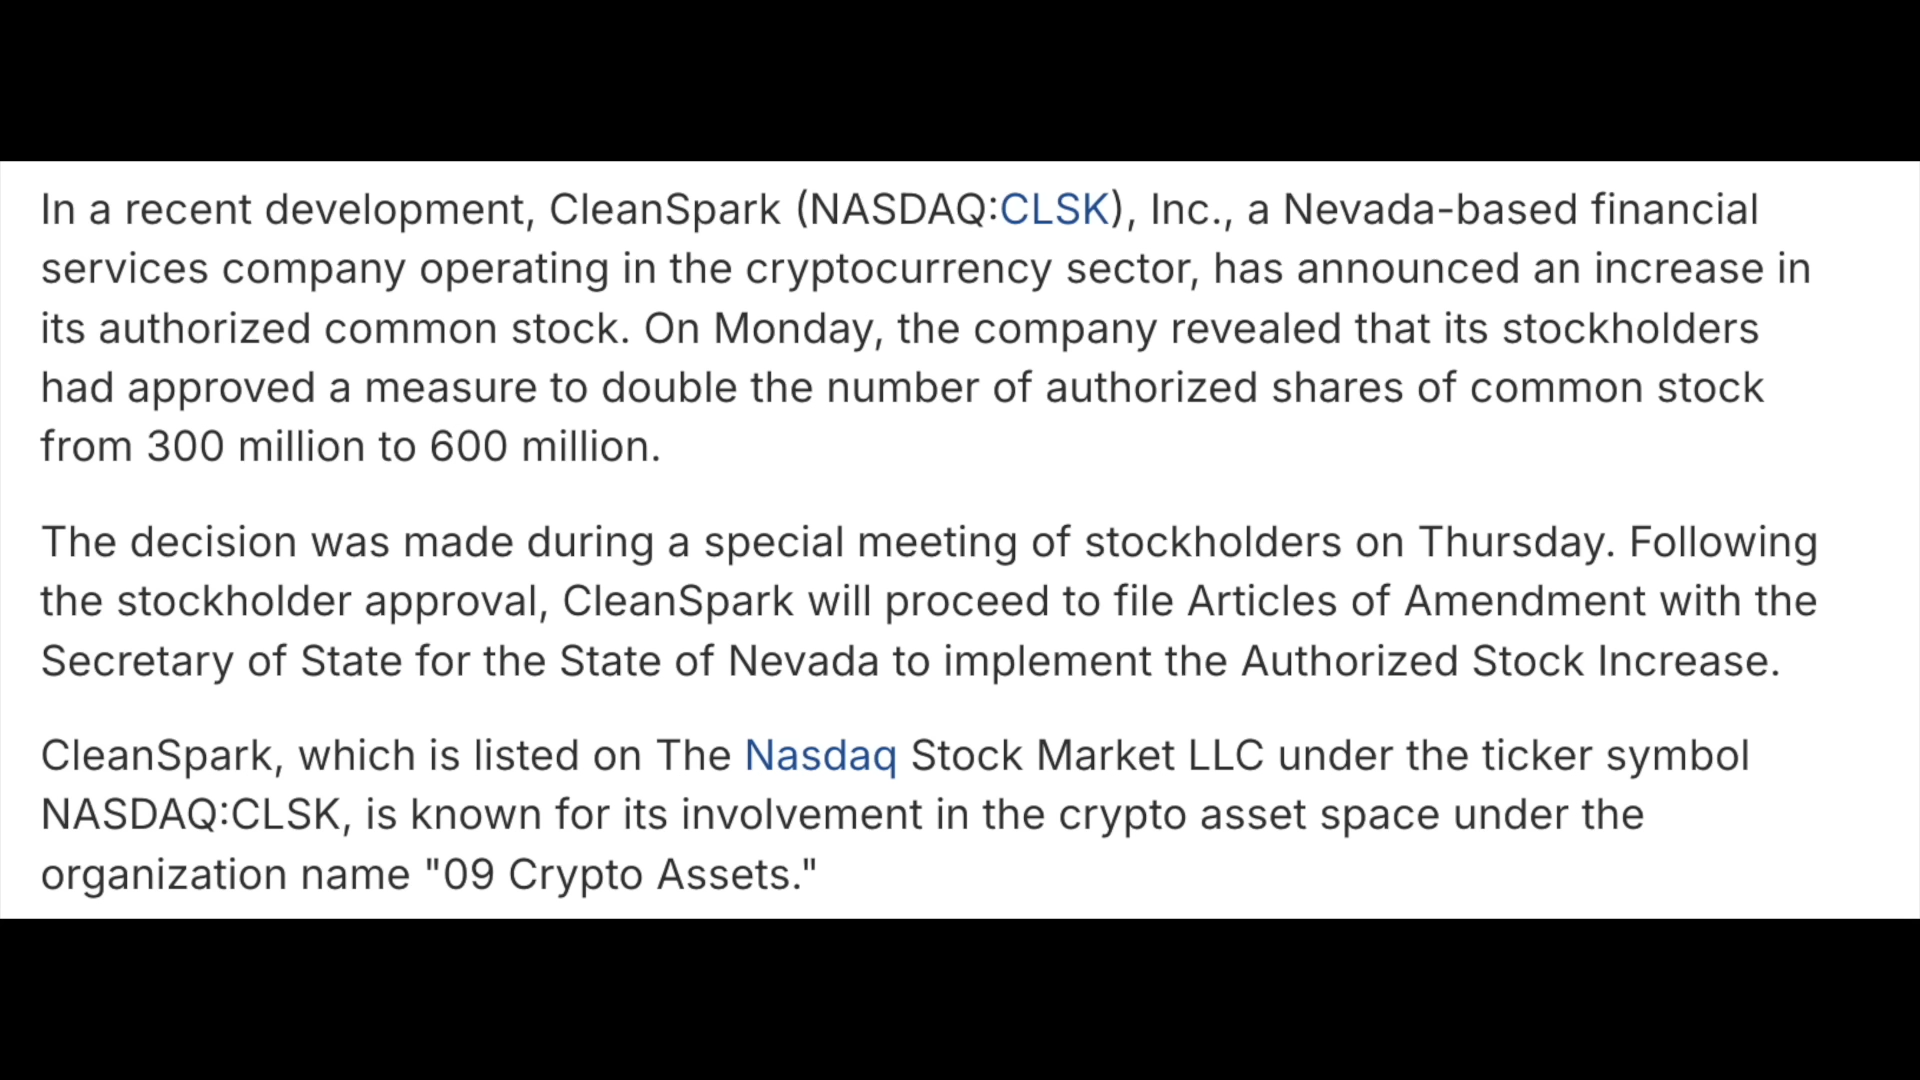 In a recent development, CleanSpark (NASDAQ:CLSK), Inc., a Nevada-based financial
services company operating in the cryptocurrency sector, has announced an increase in
its authorized common stock. On Monday, the company revealed that its stockholders
had approved a measure to double the number of authorized shares of common stock
from 300 million to 600 million.
The decision was made during a special meeting of stockholders on Thursday. Following
the stockholder approval, CleanSpark will proceed to file Articles of Amendment with the
Secretary of State for the State of Nevada to implement the Authorized Stock Increase.
CleanSpark, which is listed on The Nasdaq Stock Market LLC under the ticker symbol
NASDAQ:CLSK, is known for its involvement in the crypto asset space under the
organization name "09 Crypto Assets."